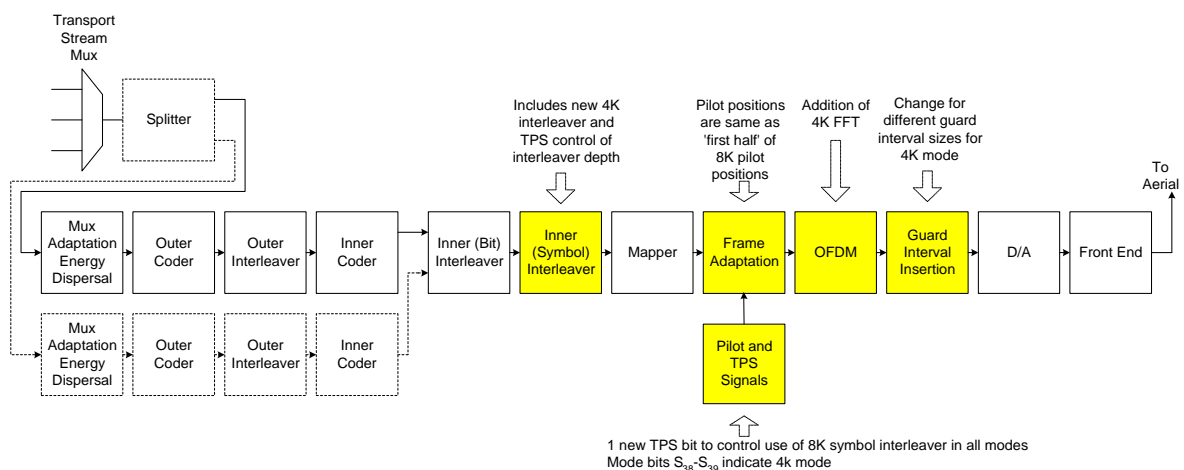 Transport
Stream
Mux
Splitter
Includes new 4K
interleaver and
TPS control of
interleaver depth
Pilot positions
are same as
'first half' of
8K pilot
positions
Addition of
4K FFT
Change for
different guard
interval sizes for
4K mode
To
Aerial
Mux
Adaptation
Energy
Dispersal
Outer
Coder
Outer
Interleaver
Inner
Coder
Inner (Bit)
Interleaver
Inner
(Symbol)
Interleaver
Mapper
Frame
Adaptation
OFDM
Guard
Interval
Insertion
D/A
Front End
Mux
Adaptation
Energy
Dispersal
Outer
Coder
Outer
Interleaver
Inner
Coder
Pilot and
TPS
Signals
1 new TPS bit to control use of 8K symbol interleaver in all modes
Mode bits S38-S39 indicate 4k mode